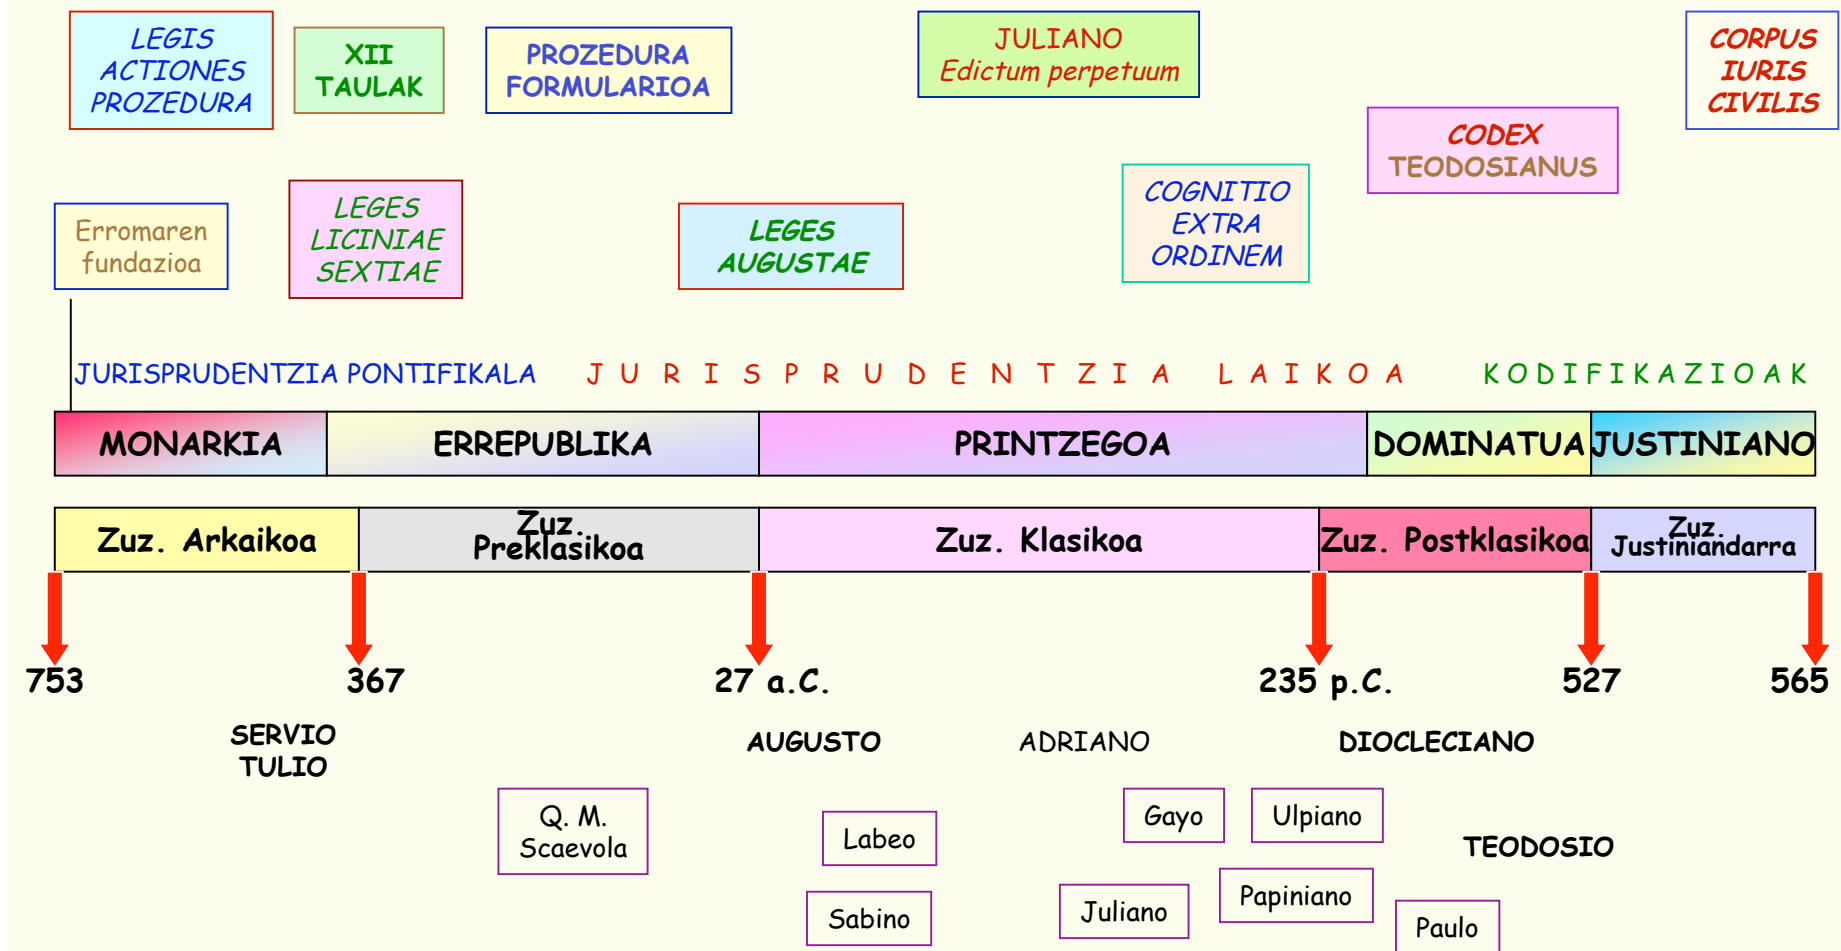 LEGIS
ACTIONES
PROZEDURA
XII
TAULAK
PROZEDURA
FORMULARIOA
JULIANO
Edictum perpetuum
CORPUS
IURIS
CIVILIS
CODEX
TEODOSIANUS
Erromaren
fundazioa
LEGES
LICINIAE
SEXTIAE
LEGES
AUGUSTAE
COGNITIO
EXTRA
ORDINEM
JURISPRUDENTZIA PONTIFIKALA
JURISPRUDENTZIA LAIKOA
KODIFIKAZIOAK
MONARKIA
ERREPUBLIKA
PRINTZEGOA
DOMINATUA
JUSTINIANO
Zuz. Arkaikoa
Zuz.
Preklasikoa
Zuz. Klasikoa
Zuz. Postklasikoa
Zuz.
Justiniandarra
753
367
27 a.C.
235 p.C.
527
565
SERVIO
TULIO
AUGUSTO
ADRIANO
DIOCLECIANO
Q. M.
Scaevola
Labeo
Gayo
Ulpiano
TEODOSIO
Sabino
Juliano
Papiniano
Paulo